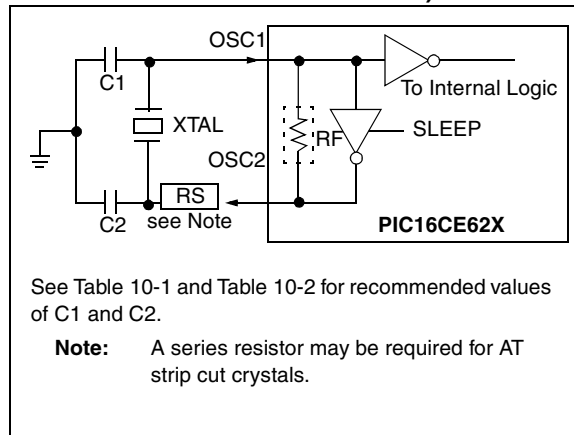 OSC1
C1
To Internal Logic
XTAL
RF
SLEEP
OSC2
RS
C2
see Note
PIC16CE62X
See Table 10-1 and Table 10-2 for recommended values
of C1 and C2.
Note: A series resistor may be required for AT
strip cut crystals.